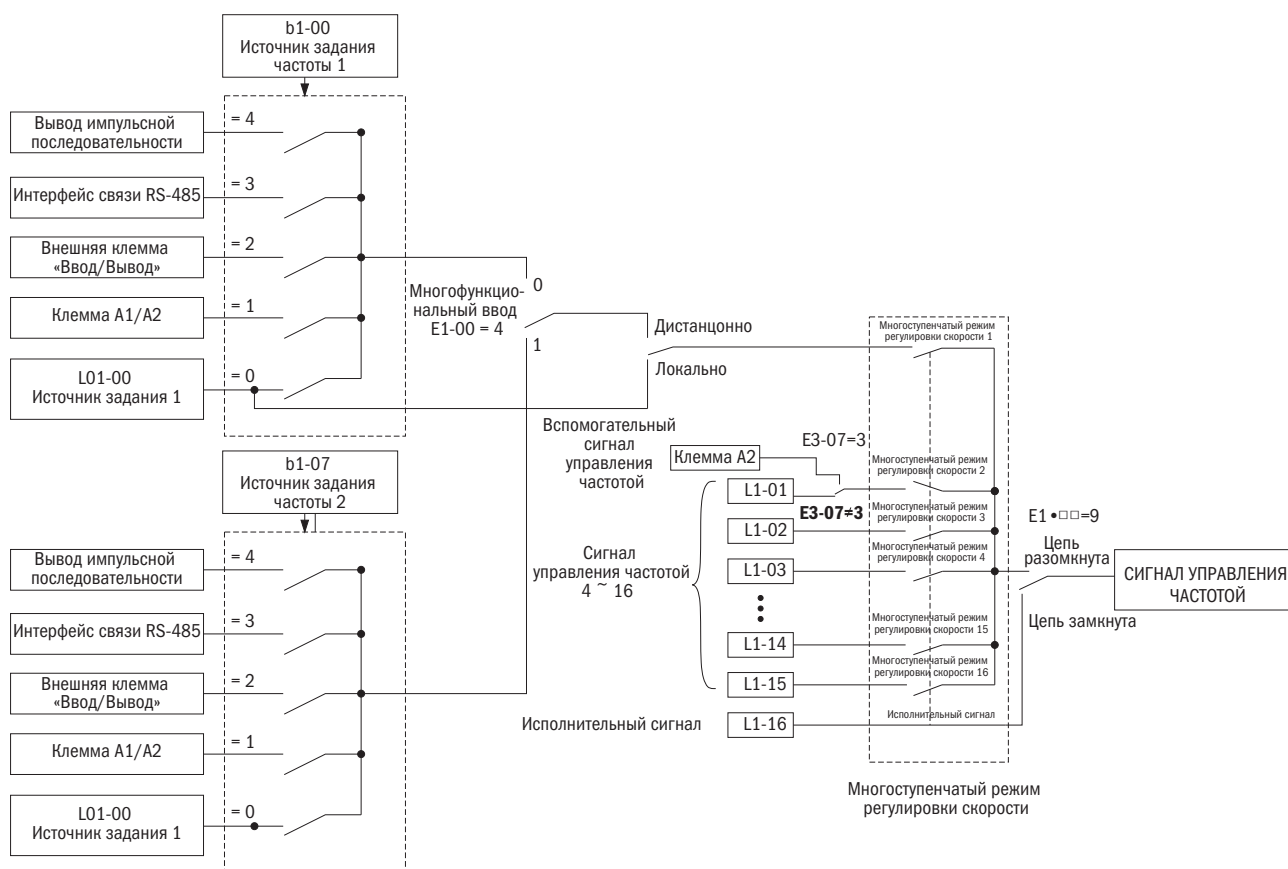 b1-00
Источник задания
частоты 1
Вывод импульсной
последовательности
= 4
Интерфейс связи RS-485
= 3
Внешняя клемма
«Ввод/Вывод»
= 2
Клемма A1/A2
= 1
L01-00
Источник задания 1
= 0
Многофункцио-
нальный ввод
E1-00 = 4
0
1
Дистанцонно
Локально
b1-07
Источник задания
частоты 2
Вывод импульсной
последовательности
= 4
Интерфейс связи RS-485
= 3
Внешняя клемма
«Ввод/Вывод»
= 2
Клемма A1/A2
= 1
L01-00
Источник задания 1
= 0
Вспомогательный
сигнал
управления
частотой
Клемма A2
E3-07=3
E3-07≠3
Сигнал
управления частотой
4 ~ 16
L1-01
L1-02
L1-03
L1-14
L1-15
Исполнительный сигнал
L1-16
Многоступенчатый режим
регулировки скорости 1
Многоступенчатый режим
регулировки скорости 2
Многоступенчатый режим
регулировки скорости 3
Многоступенчатый режим
регулировки скорости 4
Многоступенчатый режим
регулировки скорости 15
Многоступенчатый режим
регулировки скорости 16
Исполнительный сигнал
Многоступенчатый режим
регулировки скорости
E1•□□=9
Цепь
разомкнута
Цепь замкнута
СИГНАЛ УПРАВЛЕНИЯ
ЧАСТОТОЙ